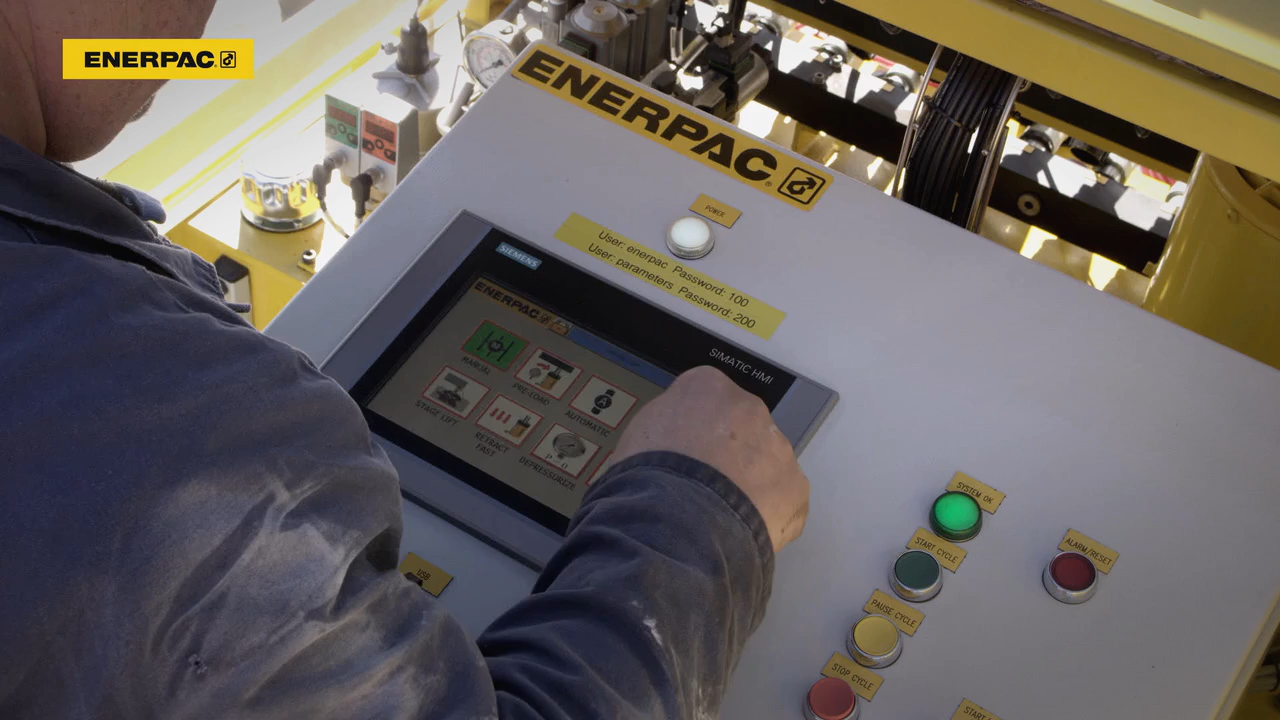 ENERPAC
ENERPAC
POWER
User: enerpac Password: 100
User: parameters Password: 200
SIEMENS
SIMATIC HMI
ENERPAC
MANUAL
PRE-LOAD
AUTOMATIC
A
STAGE LIFT
RETRACT
FAST
DEPRESSURIZE
SYSTEM OK
START CYCLE
ALARM/RESET
USB
PAUSE CYCLE
STOP CYCLE
START